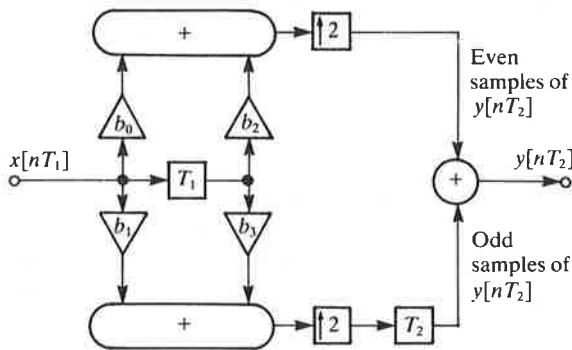 +
↑2
Even
samples of
y[nT₂]
b₀
b₂
x[nT₁]
T₁
+
y[nT₂]
b₁
b₃
Odd
samples of
y[nT₂]
+
↑2
T₂